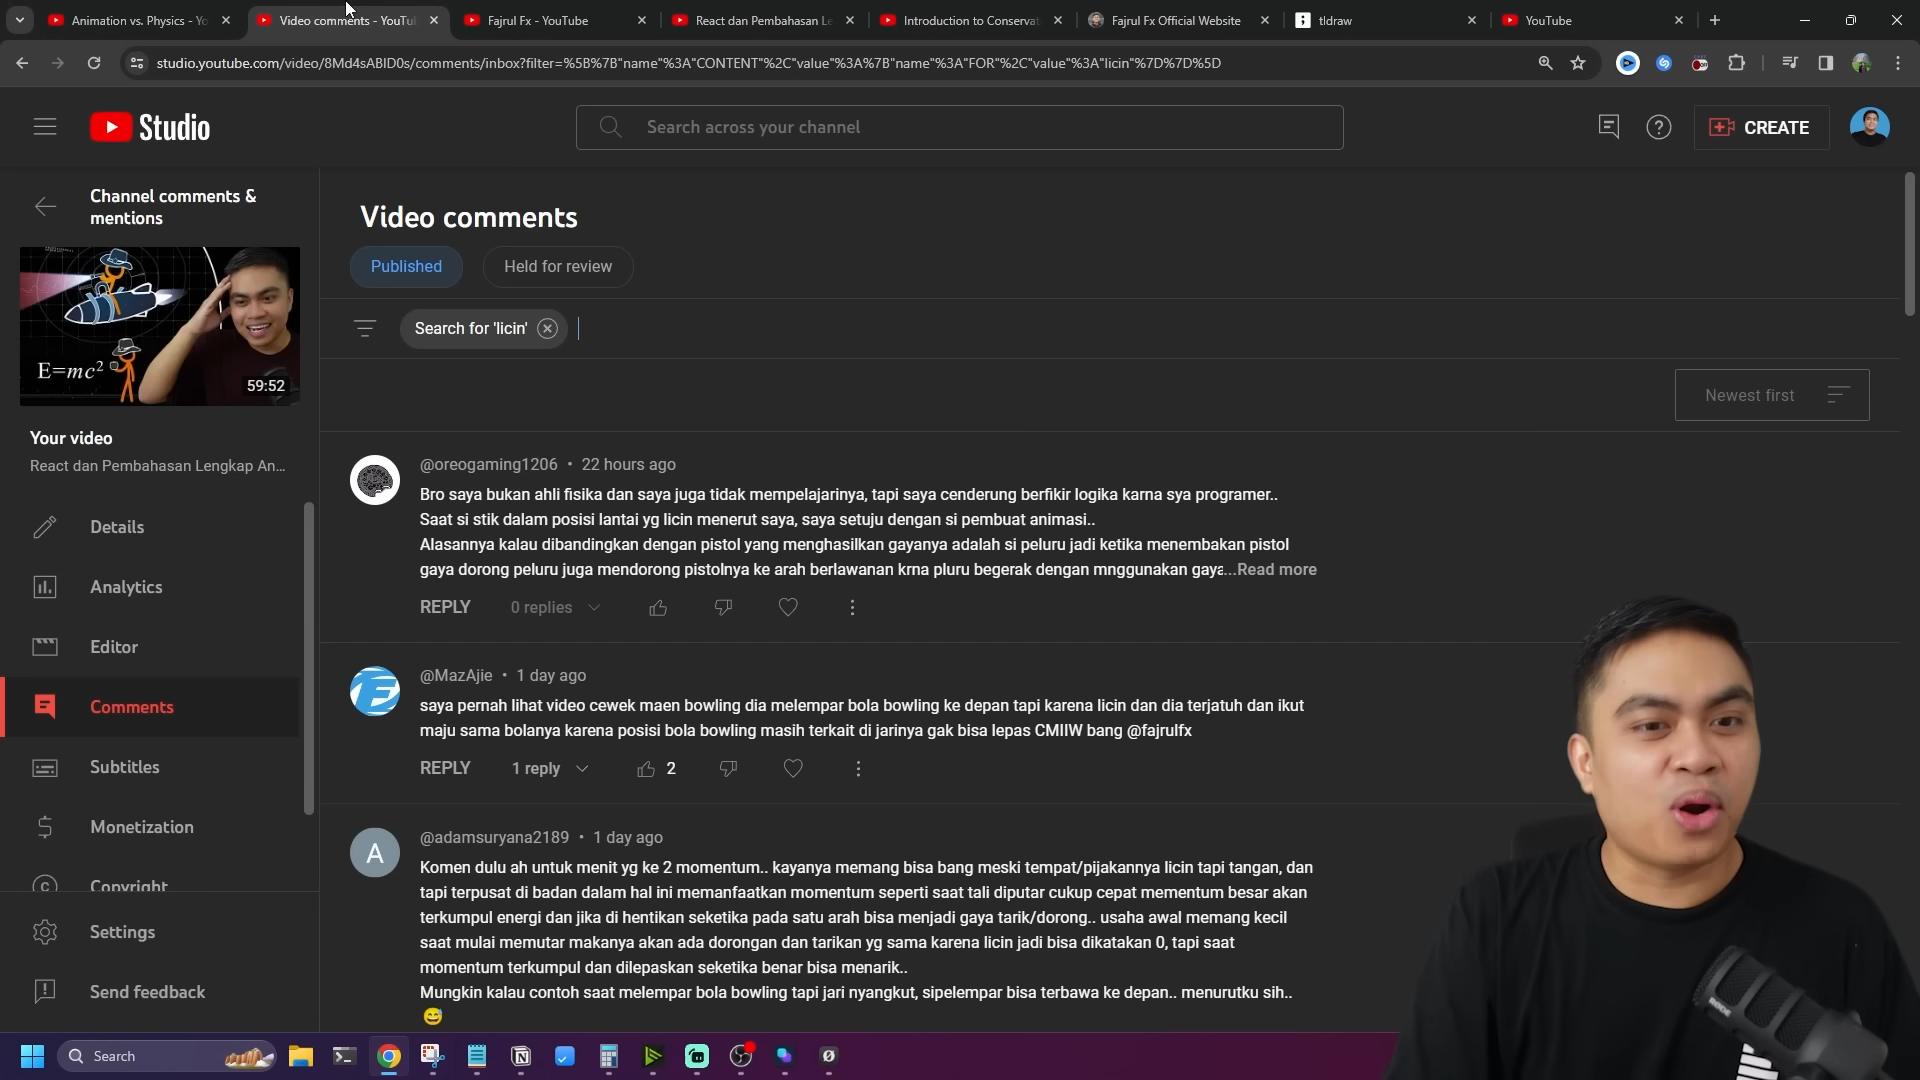 Animation vs. Physics - Yo
Video comments - YouTu
Fajrul Fx - YouTube
React dan Pembahasan Le
Introduction to Conservat
Fajrul Fx Official Website
tldraw
YouTube
studio.youtube.com/video/8Md4sABlD0s/comments/inbox?filter=%5B%7B"name"%3A"CONTENT"%2C"value"%3A%7B"name"%3A"FOR"%2C"value"%3A"licin"%7D%7D%5D
Studio
Search across your channel
CREATE
Channel comments &
mentions
E=mc²
59:52
Your video
React dan Pembahasan Lengkap An...
Details
Analytics
Editor
Comments
Subtitles
Monetization
Copyright
Settings
Send feedback
Video comments
Published
Held for review
Search for 'licin'
Newest first
@oreogaming1206 • 22 hours ago
Bro saya bukan ahli fisika dan saya juga tidak mempelajarinya, tapi saya cenderung berfikir logika karna sya programer..
Saat si stik dalam posisi lantai yg licin menerut saya, saya setuju dengan si pembuat animasi..
Alasannya kalau dibandingkan dengan pistol yang menghasilkan gayanya adalah si peluru jadi ketika menembakan pistol
gaya dorong peluru juga mendorong pistolnya ke arah berlawanan krna pluru begerak dengan mnggunakan gaya...Read more
REPLY 0 replies
@MazAjie • 1 day ago
saya pernah lihat video cewek maen bowling dia melempar bola bowling ke depan tapi karena licin dan dia terjatuh dan ikut
maju sama bolanya karena posisi bola bowling masih terkait di jarinya gak bisa lepas CMIIW bang @fajrulfx
REPLY 1 reply 2
A
@adamsuryana2189 • 1 day ago
Komen dulu ah untuk menit yg ke 2 momentum.. kayanya memang bisa bang meski tempat/pijakannya licin tapi tangan, dan
tapi terpusat di badan dalam hal ini memanfaatkan momentum seperti saat tali diputar cukup cepat mementum besar akan
terkumpul energi dan jika di hentikan seketika pada satu arah bisa menjadi gaya tarik/dorong.. usaha awal memang kecil
saat mulai memutar makanya akan ada dorongan dan tarikan yg sama karena licin jadi bisa dikatakan 0, tapi saat
momentum terkumpul dan dilepaskan seketika benar bisa menarik..
Mungkin kalau contoh saat melempar bola bowling tapi jari nyangkut, sipelempar bisa terbawa ke depan.. menurutku sih..
😅
Search
RØDE